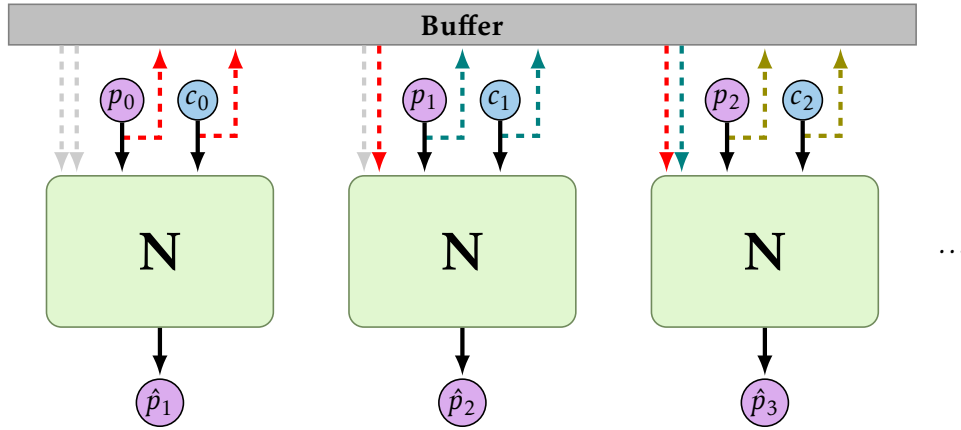 Buffer
p₀ c₀ p₁ c₁ p₂ c₂
N N N
...
p̂₁ p̂₂ p̂₃